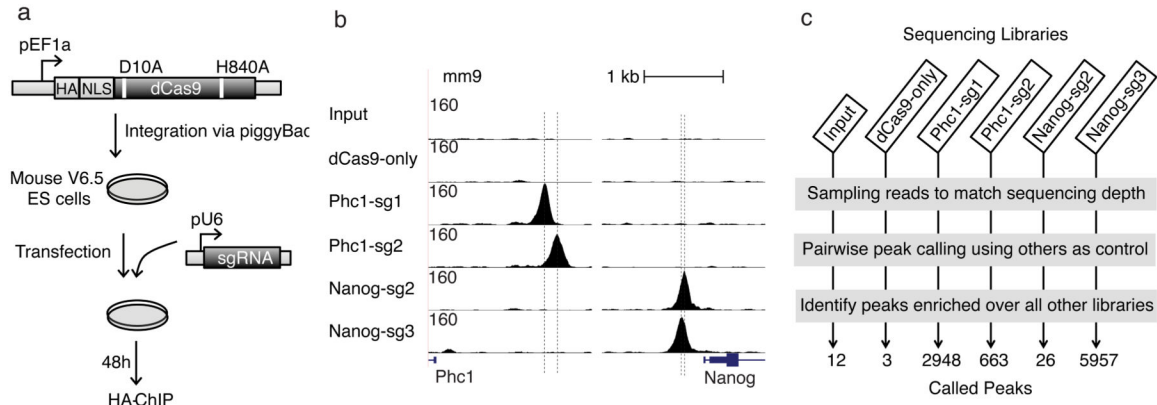 a
pEF1a
D10A
H840A
HA
NLS
dCas9
Integration via piggyBac
Mouse V6.5
ES cells
pU6
Transfection
sgRNA
48h
HA-ChIP
b
mm9
1 kb
Input
160
dCas9-only
160
Phc1-sg1
160
Phc1-sg2
160
Nanog-sg2
160
Nanog-sg3
160
Phc1
Nanog
c
Sequencing Libraries
Input
dCas9-only
Phc1-sg1
Phc1-sg2
Nanog-sg2
Nanog-sg3
Sampling reads to match sequencing depth
Pairwise peak calling using others as control
Identify peaks enriched over all other libraries
12 3 2948 663 26 5957
Called Peaks